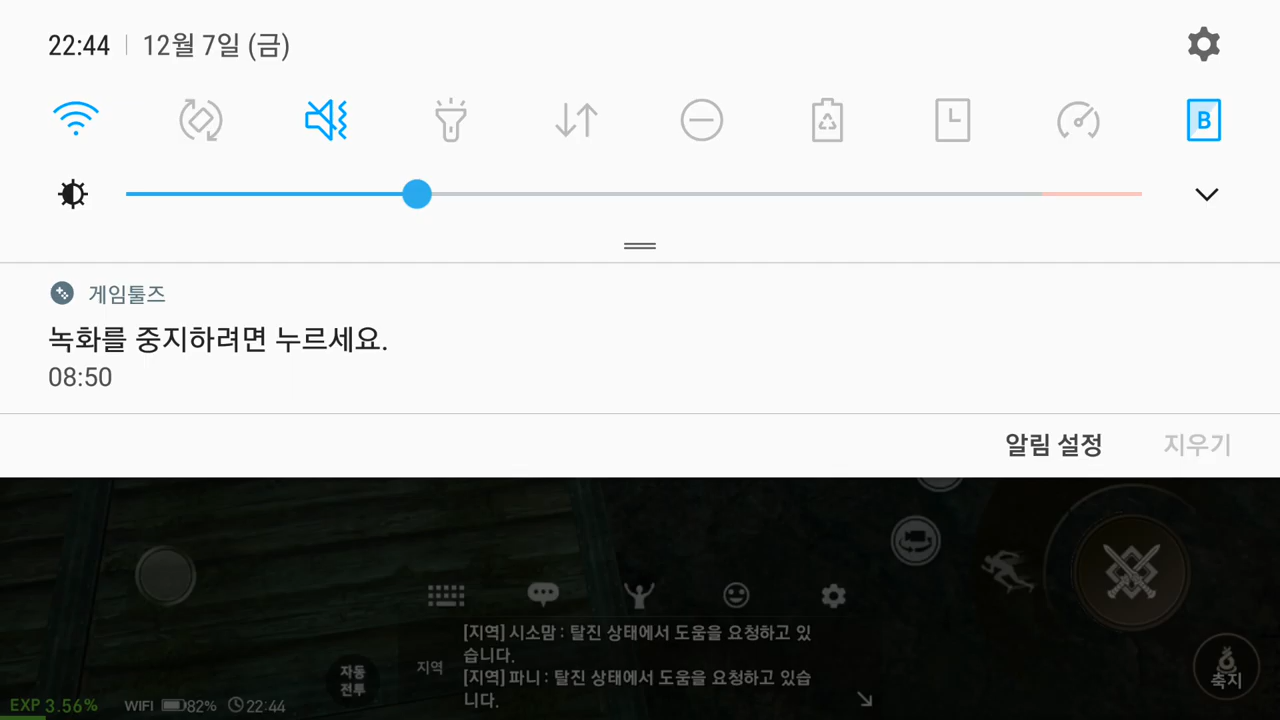 22:44 | 12월 7일 (금)
B
게임툴즈
녹화를 중지하려면 누르세요.
08:50
알림 설정 지우기
[지역] 시소맘 : 탈진 상태에서 도움을 요청하고 있
습니다.
[지역] 파니 : 탈진 상태에서 도움을 요청하고 있습
니다.
지역
자동
전투
축지
EXP 3.56% WIFI 82% 22:44